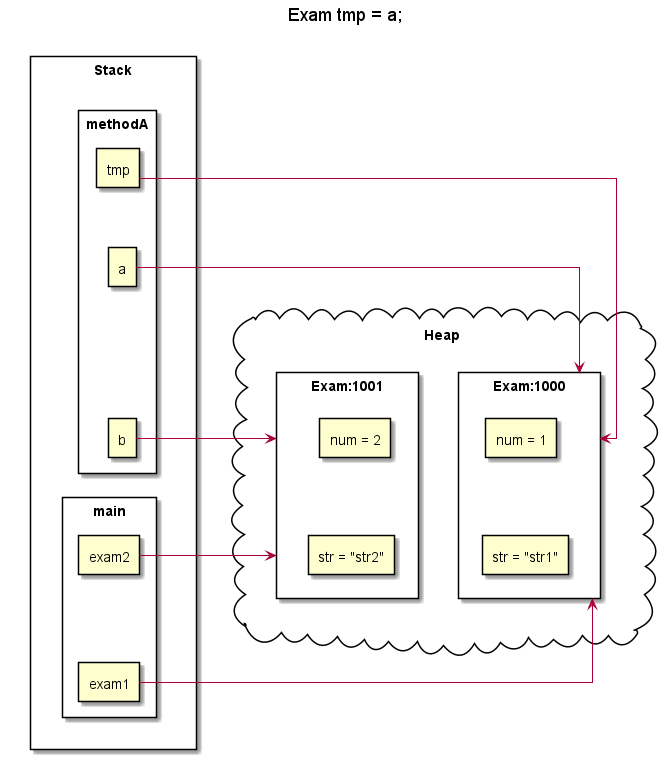 Exam tmp = a;
Stack
methodA
tmp
a
b
main
exam2
exam1
Heap
Exam:1001
num = 2
str = "str2"
Exam:1000
num = 1
str = "str1"